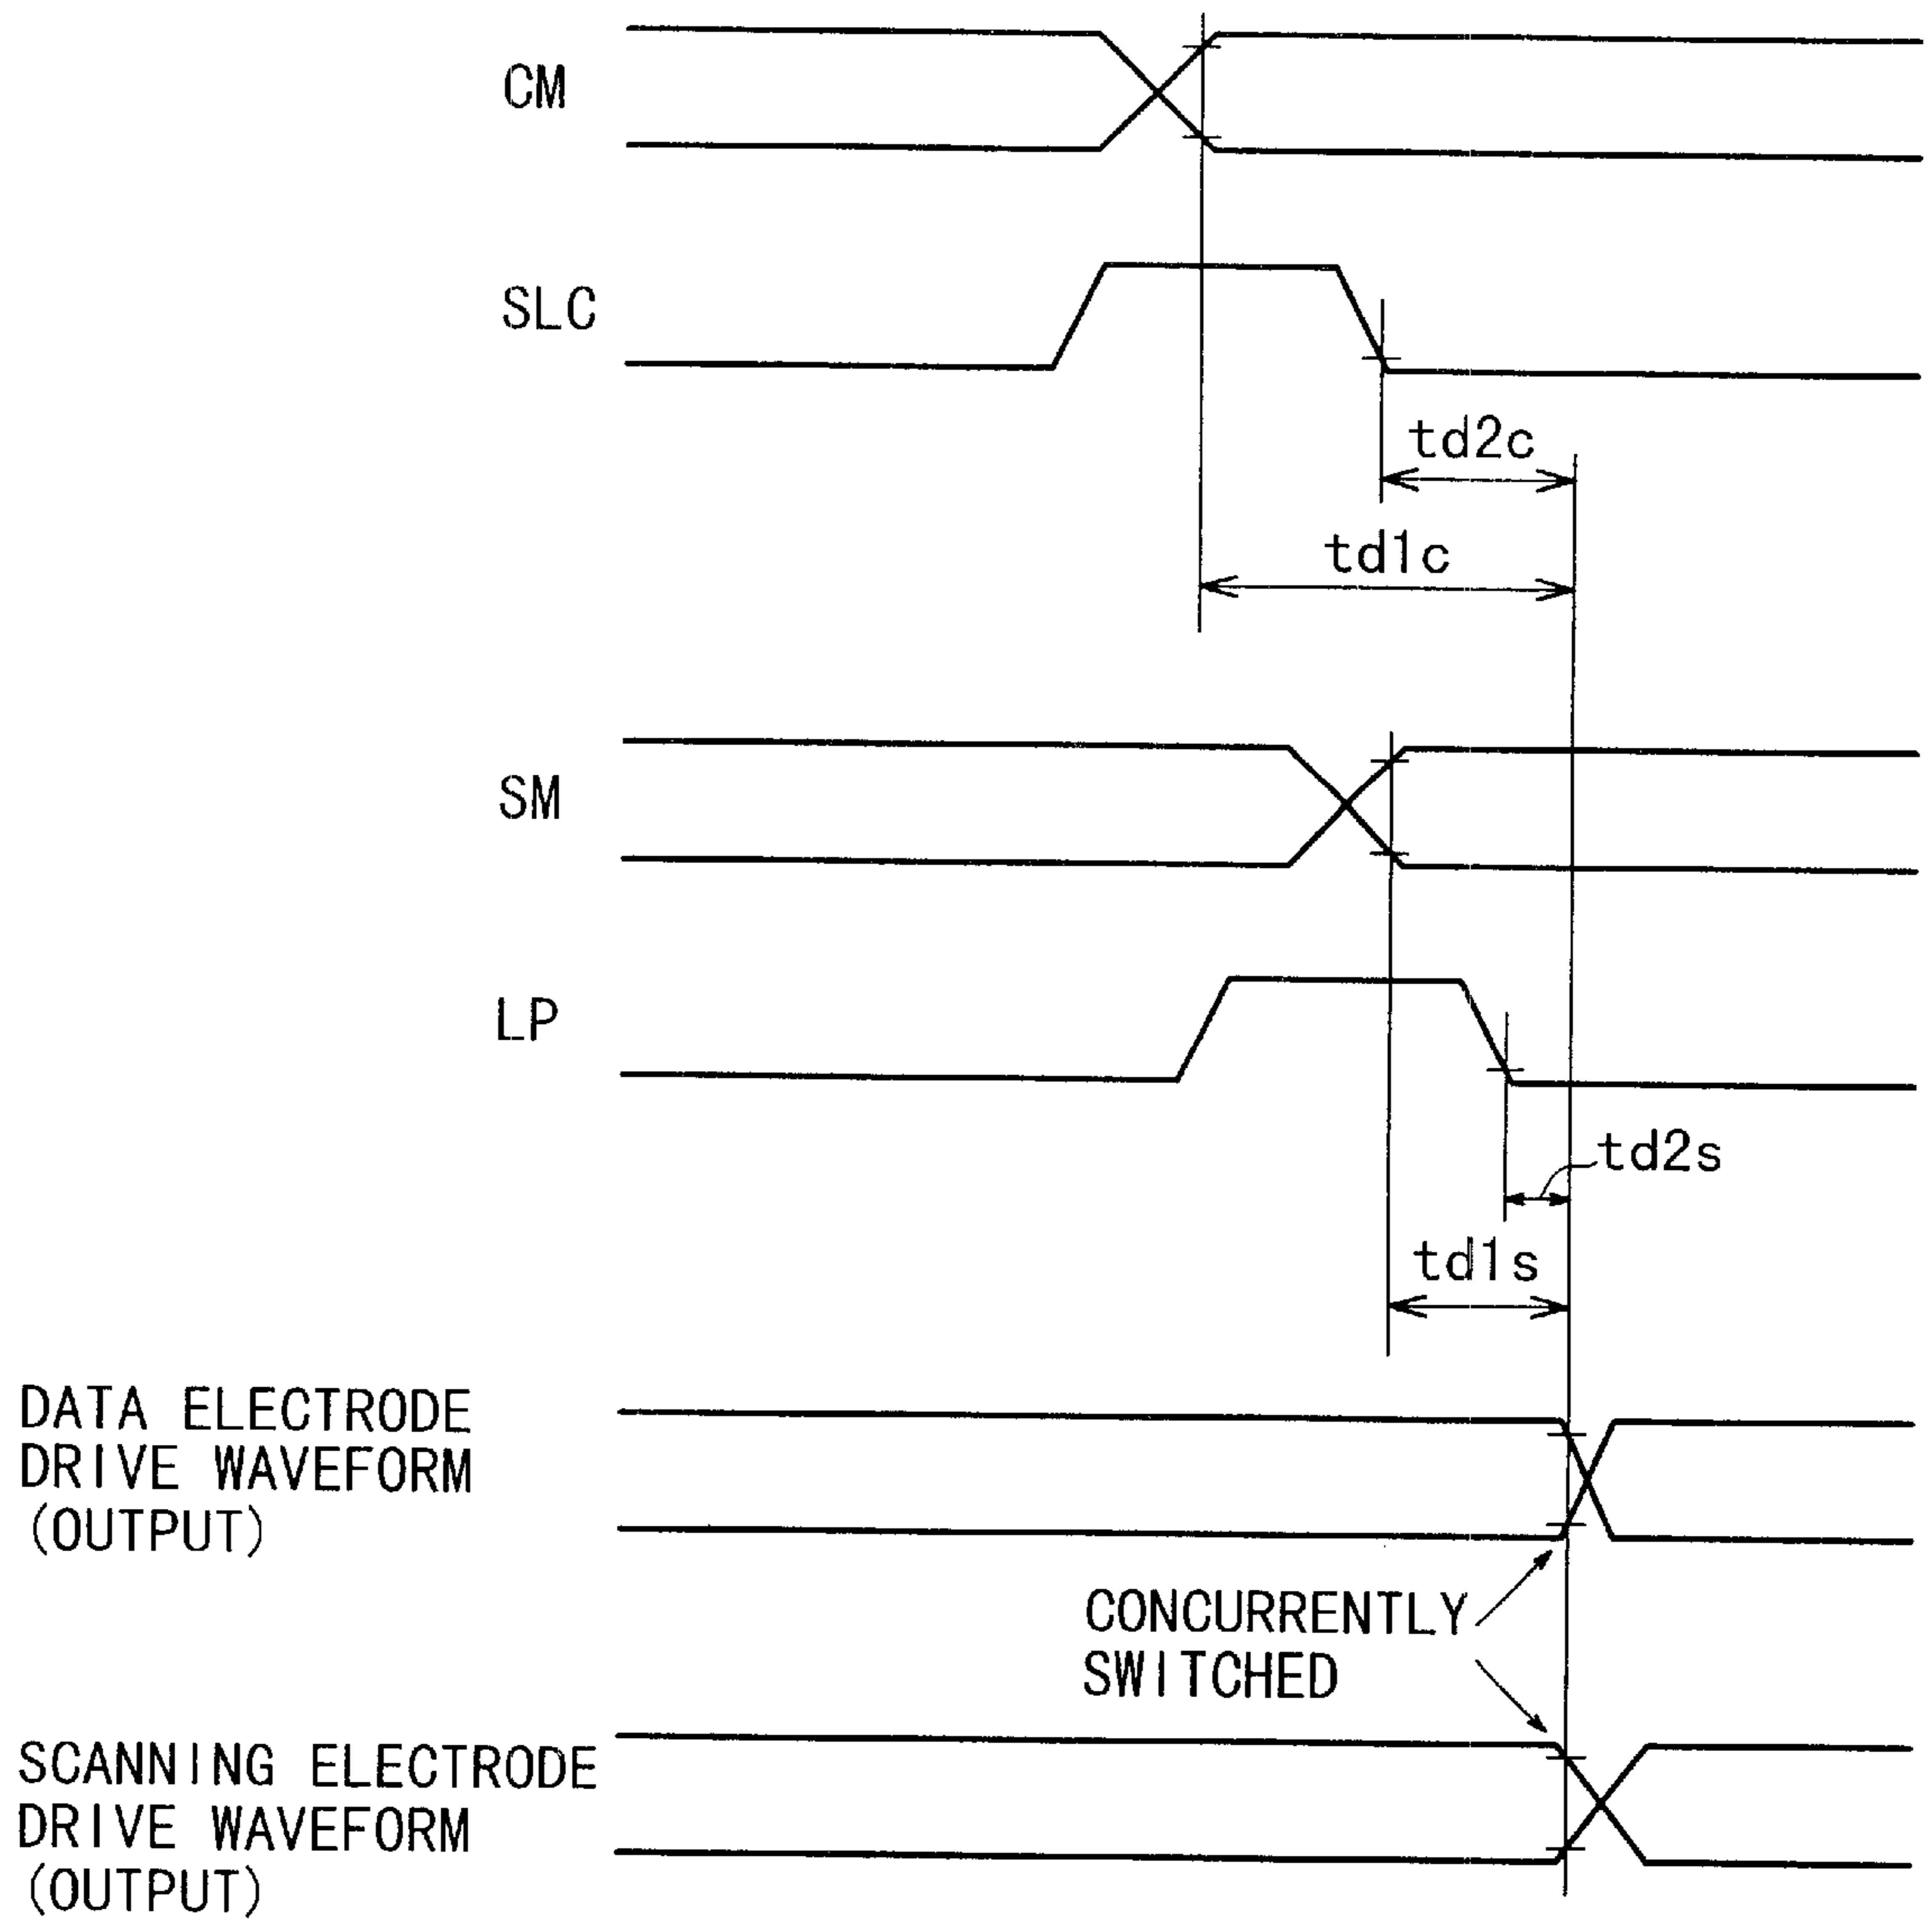 CM
SLC
td2c
td1c
SM
LP
td2s
td1s
DATA ELECTRODE
DRIVE WAVEFORM
(OUTPUT)
CONCURRENTLY
SWITCHED
SCANNING ELECTRODE
DRIVE WAVEFORM
(OUTPUT)